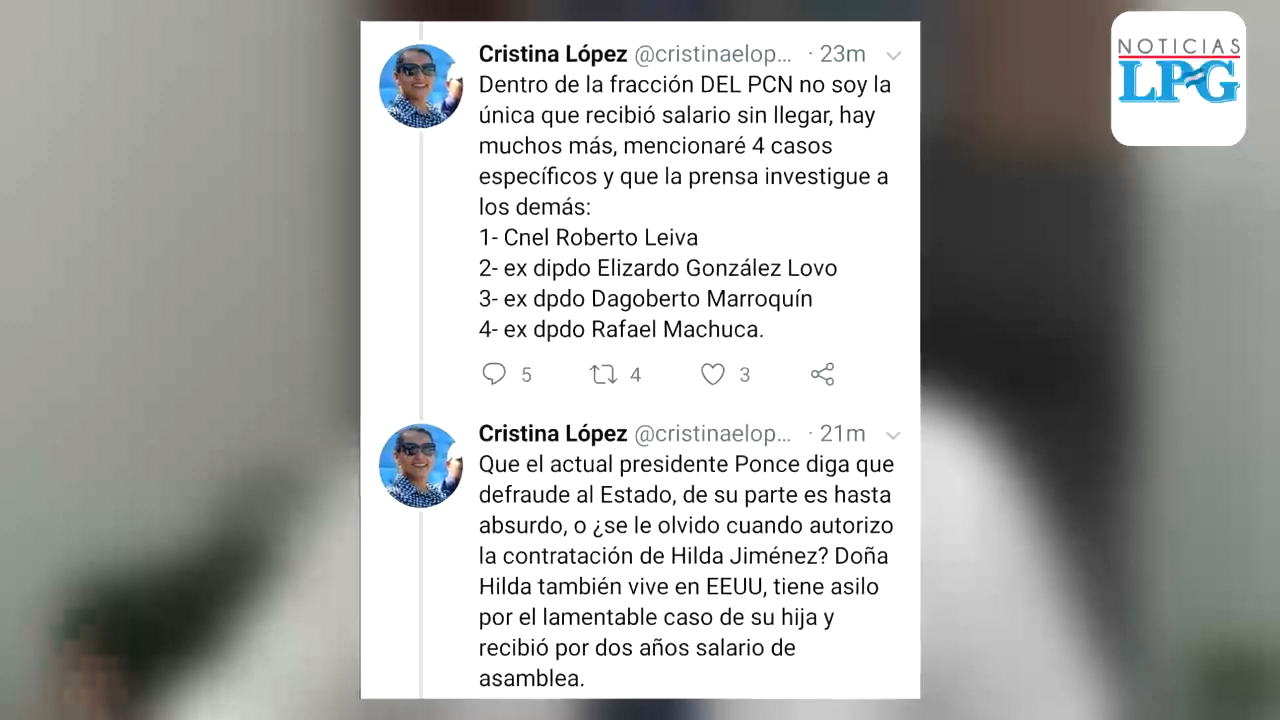 NOTICIAS
LPG
Cristina López @cristinaelop... · 23m
Dentro de la fracción DEL PCN no soy la
única que recibió salario sin llegar, hay
muchos más, mencionaré 4 casos
específicos y que la prensa investigue a
los demás:
1- Cnel Roberto Leiva
2- ex dipdo Elizardo González Lovo
3- ex dpdo Dagoberto Marroquín
4- ex dpdo Rafael Machuca.
5 4 3
Cristina López @cristinaelop... · 21m
Que el actual presidente Ponce diga que
defraude al Estado, de su parte es hasta
absurdo, o ¿se le olvido cuando autorizo
la contratación de Hilda Jiménez? Doña
Hilda también vive en EEUU, tiene asilo
por el lamentable caso de su hija y
recibió por dos años salario de
asamblea.